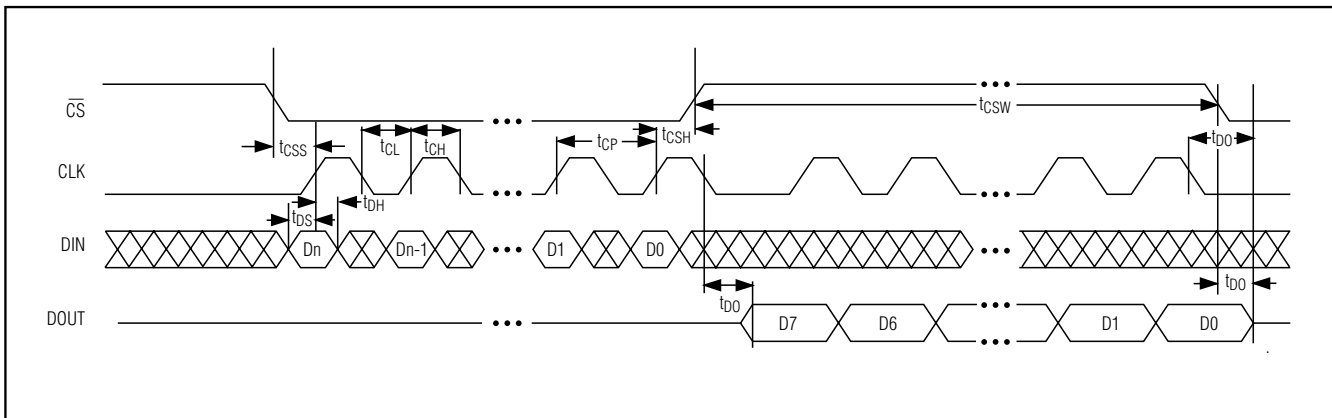 •••
CS
tCSW
tCSS
tCL
tCH
•••
tCP
tCSH
tDO
CLK
•••
•••
tDS
tDH
DIN
Dn
Dn-1
•••
D1
D0
•••
tDO
tDO
DOUT
•••
D7
D6
•••
•••
D1
D0